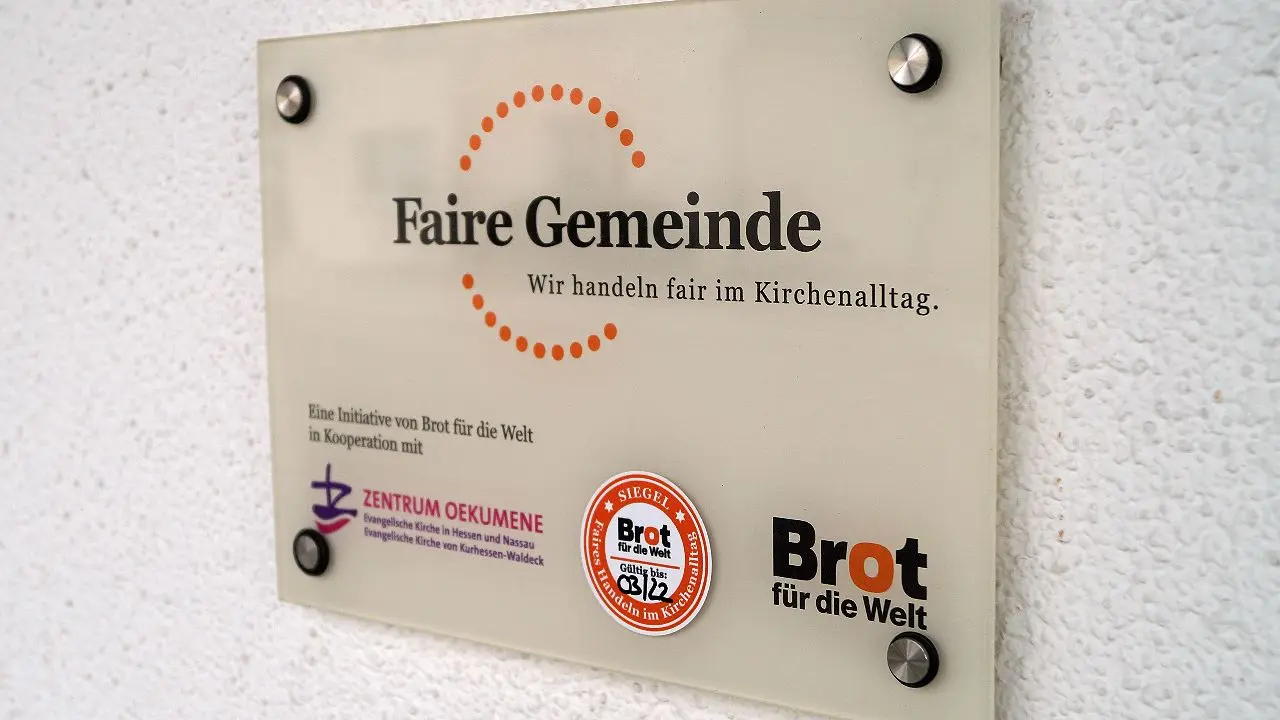 Faire Gemeinde
Wir handeln fair im Kirchenalltag.
Eine Initiative von Brot für die Welt
in Kooperation mit
ZENTRUM OEKUMENE
Evangelische Kirche in Hessen und Nassau
Evangelische Kirche von Kurhessen-Waldeck
SIEGEL
Brot
für die Welt
Gültig bis:
03/22
Faires Handeln im Kirchenalltag
Brot
für die Welt